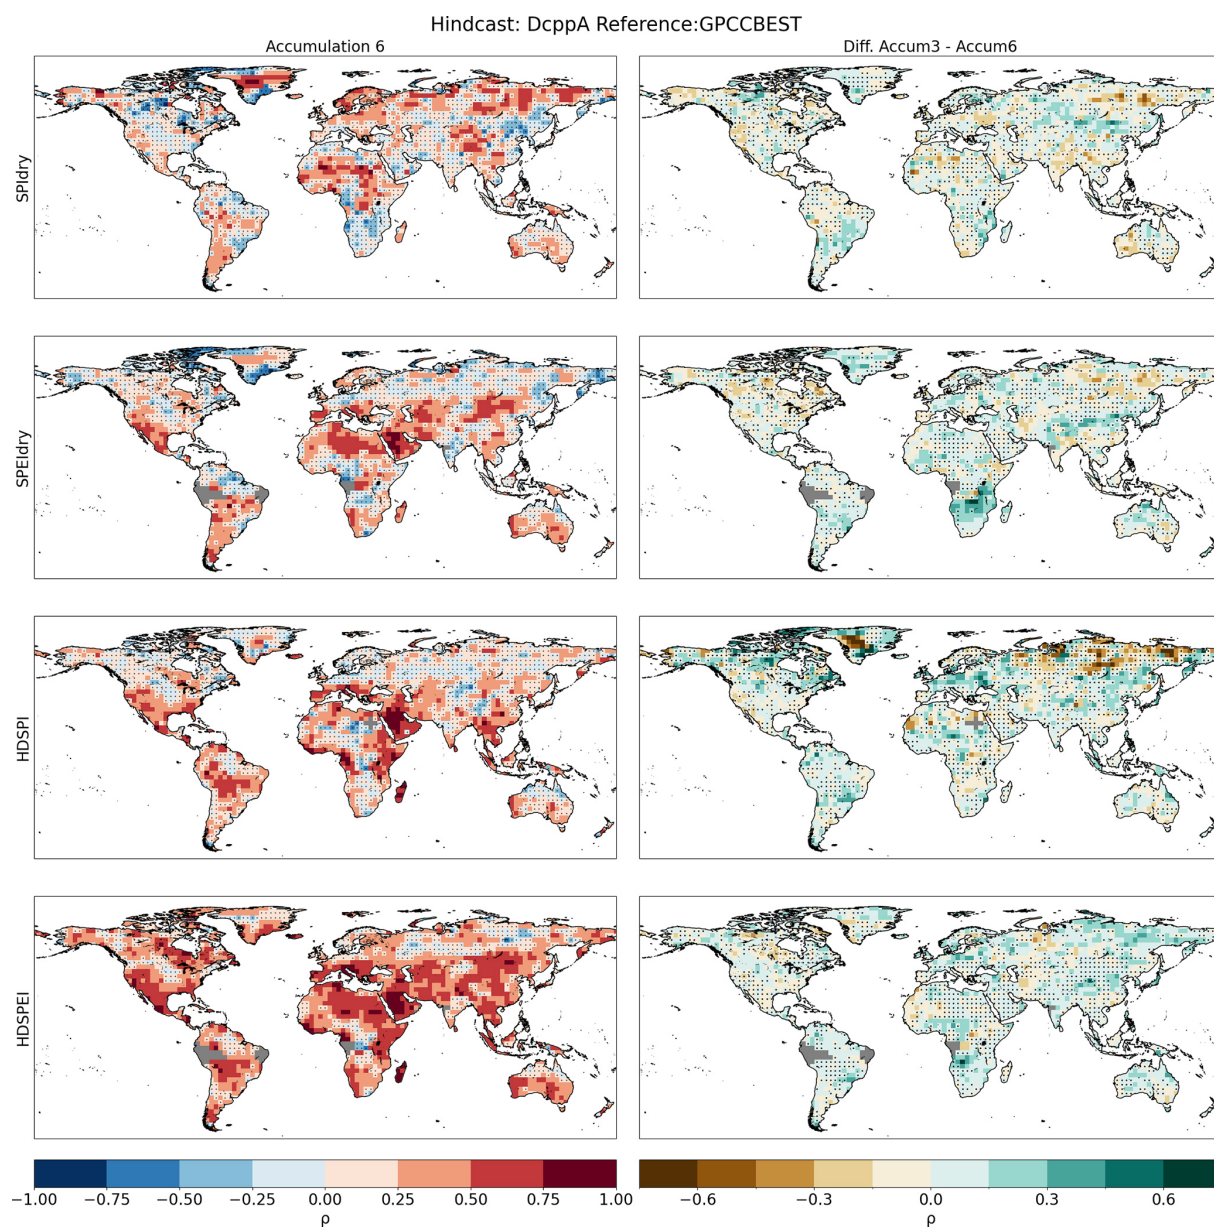 Hindcast: DcppA Reference:GPCCBEST
Accumulation 6
Diff. Accum3 - Accum6
SPIdry
SPEIdry
HDSPI
HDSPEI
−1.00 −0.75 −0.50 −0.25 0.00 0.25 0.50 0.75 1.00
ρ
−0.6 −0.3 0.0 0.3 0.6
ρ